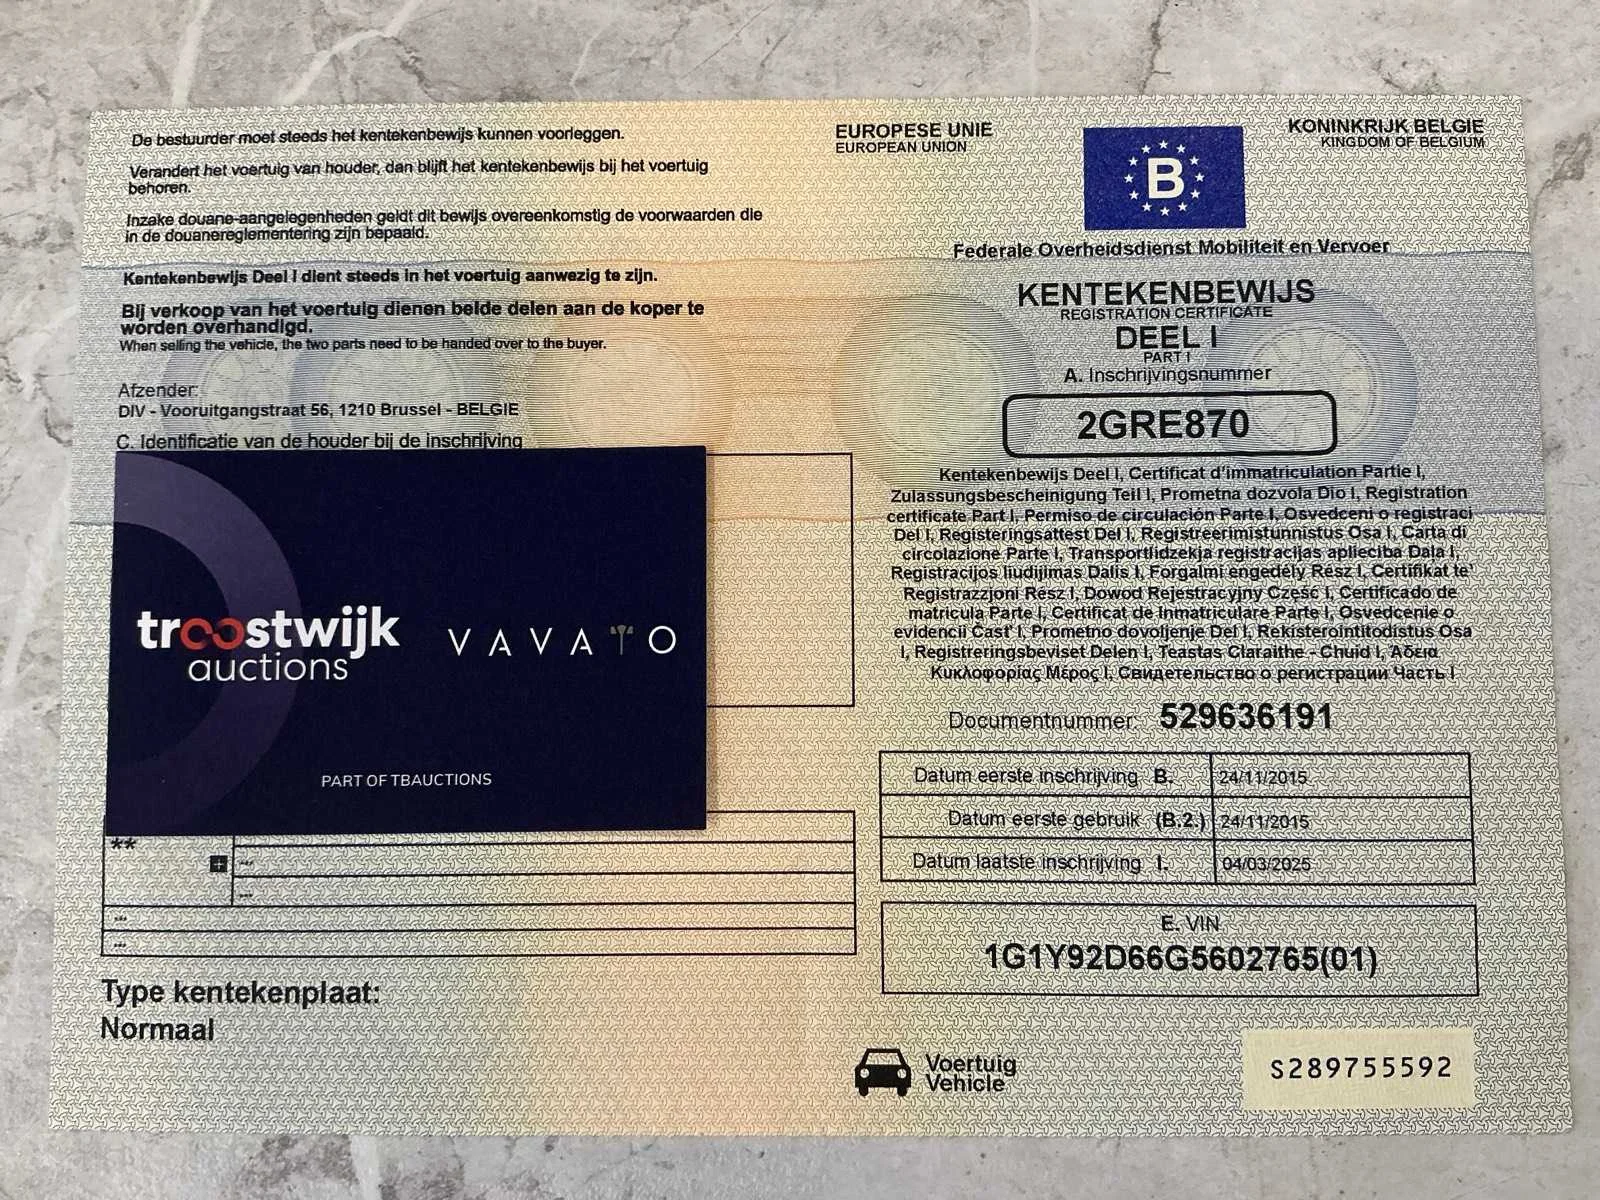 De bestuurder moet steeds het kentekenbewijs kunnen voorleggen.
Verandert het voertuig van houder, dan blijft het kentekenbewijs bij het voertuig
behoren.
Inzake douane-aangelegenheden geldt dit bewijs overeenkomstig de voorwaarden die
in de douanereglementering zijn bepaald.
Kentekenbewijs Deel I dient steeds in het voertuig aanwezig te zijn.
Bij verkoop van het voertuig dienen beide delen aan de koper te
worden overhandigd.
When selling the vehicle, the two parts need to be handed over to the buyer.
Afzender:
DIV - Vooruitgangstraat 56, 1210 Brussel - BELGIE
C. Identificatie van de houder bij de inschrijving
troostwijk
auctions
VAVATO
PART OF TBAUCTIONS
**
...
...
...
...
Type kentekenplaat:
Normaal
EUROPESE UNIE
EUROPEAN UNION
B
KONINKRIJK BELGIE
KINGDOM OF BELGIUM
Federale Overheidsdienst Mobiliteit en Vervoer
KENTEKENBEWIJS
REGISTRATION CERTIFICATE
DEEL I
PART I
A. Inschrijvingsnummer
2GRE870
Kentekenbewijs Deel I, Certificat d'immatriculation Partie I,
Zulassungsbescheinigung Teil I, Prometna dozvola Dio I, Registration
certificate Part I, Permiso de circulación Parte I, Osvedceni o registraci
Del I, Registeringsattest Del I, Registreerimistunnistus Osa I, Carta di
circolazione Parte I, Transportlidzekja registracijas aplieciba Dala I,
Registracijos liudijimas Dalis I, Forgalmi engedély Rész I, Certifikat te'
Registrazzjoni Rész I, Dowod Rejestracyjny Część I, Certificado de
matricula Parte I, Certificat de Inmatriculare Parte I, Osvedcenie o
evidencii Cast' I, Prometno dovoljenje Del I, Rekisterointitodistus Osa
I, Registreringsbeviset Delen I, Teastas Claraithe - Chuid I, Άδεια
Κυκλοφορίας Μέρος I, Свидетельство о регистрации Часть I
Documentnummer: 529636191
Datum eerste inschrijving B. 24/11/2015
Datum eerste gebruik (B.2.) 24/11/2015
Datum laatste inschrijving I. 04/03/2025
E. VIN
1G1Y92D66G5602765(01)
Voertuig
Vehicle
S289755592